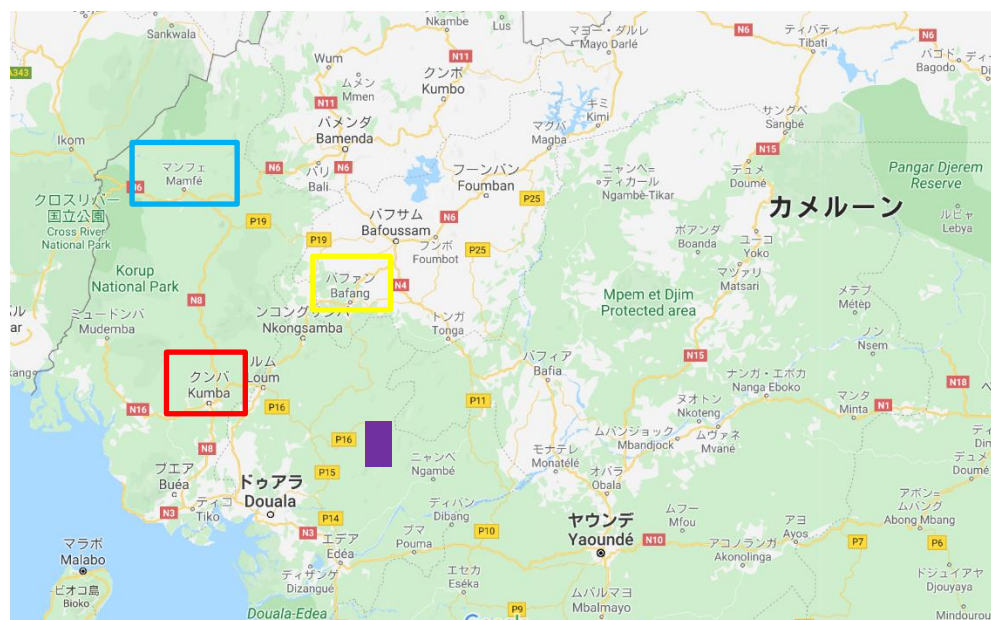 Sankwala
Nkambe
Lus
マヨー・ダルレ
Mayo Darlé
N6
ティバティ
Tibati
N6
バゴド
Bagodo
A343
Wum
N11
ムメン
Mmen
クンボ
Kumbo
N11
バメンダ
Bamenda
キミ
Kimi
マグバ
Magba
サングベ
Sangbé
Ikom
N15
マンフェ
Mamfé
N6
N6
バリ
Bali
N6
フーンバン
Foumban
P25
ニャンベ=
ティカール
Ngambè-Tikar
デュメ
Doumé
Pangar Djerem
Reserve
カメルーン
クロスリバー
国立公園
Cross River
National Park
P19
バフサム
Bafoussam
N6
P19
フンボ
Foumbot
P25
ボアンダ
Boanda
ユーコ
Yoko
ルビャ
Lebya
Korup
National Park
バファン
Bafang
N4
マツァリ
Matsari
Mpem et Djim
Protected area
メテプ
Métép
N8
ミュードンバ
Mudemba
ンコングサンバ
Nkongsamba
トンガ
Tonga
ノン
Nsem
クンバ
Kumba
ルム
Loum
バフィア
Bafia
N15
ナンガ・エボカ
Nanga Eboko
N18
N16
P16
P11
ヌオトン
Nkoteng
マンタ
Minta
N1
N8
P16
ニャンベ
Ngambé
モナテレ
Monatélé
ムバンジョック
Mbandjock
ムヴァネ
Mvané
デュメ
Doumé
ブエア
Buéa
ドゥアラ
Douala
P15
オバラ
Obala
N3
ティコ
Tiko
P14
N3
ディバン
Dibang
P10
ヤウンデ
Yaoundé
N10
ムフー
Mfou
アヨ
Ayos
アボン=
ムバング
Abong Mbang
マラボ
Malabo
エデア
Edéa
プマ
Pouma
アコノランガ
Akonolinga
P7
P6
ビオコ島
Bioko
ディザンゲ
Dizangué
エセカ
Eséka
ムバルマヨ
Mbalmayo
ドジュイアヤ
Djouyaya
Douala-Edea
P9
Mindourou